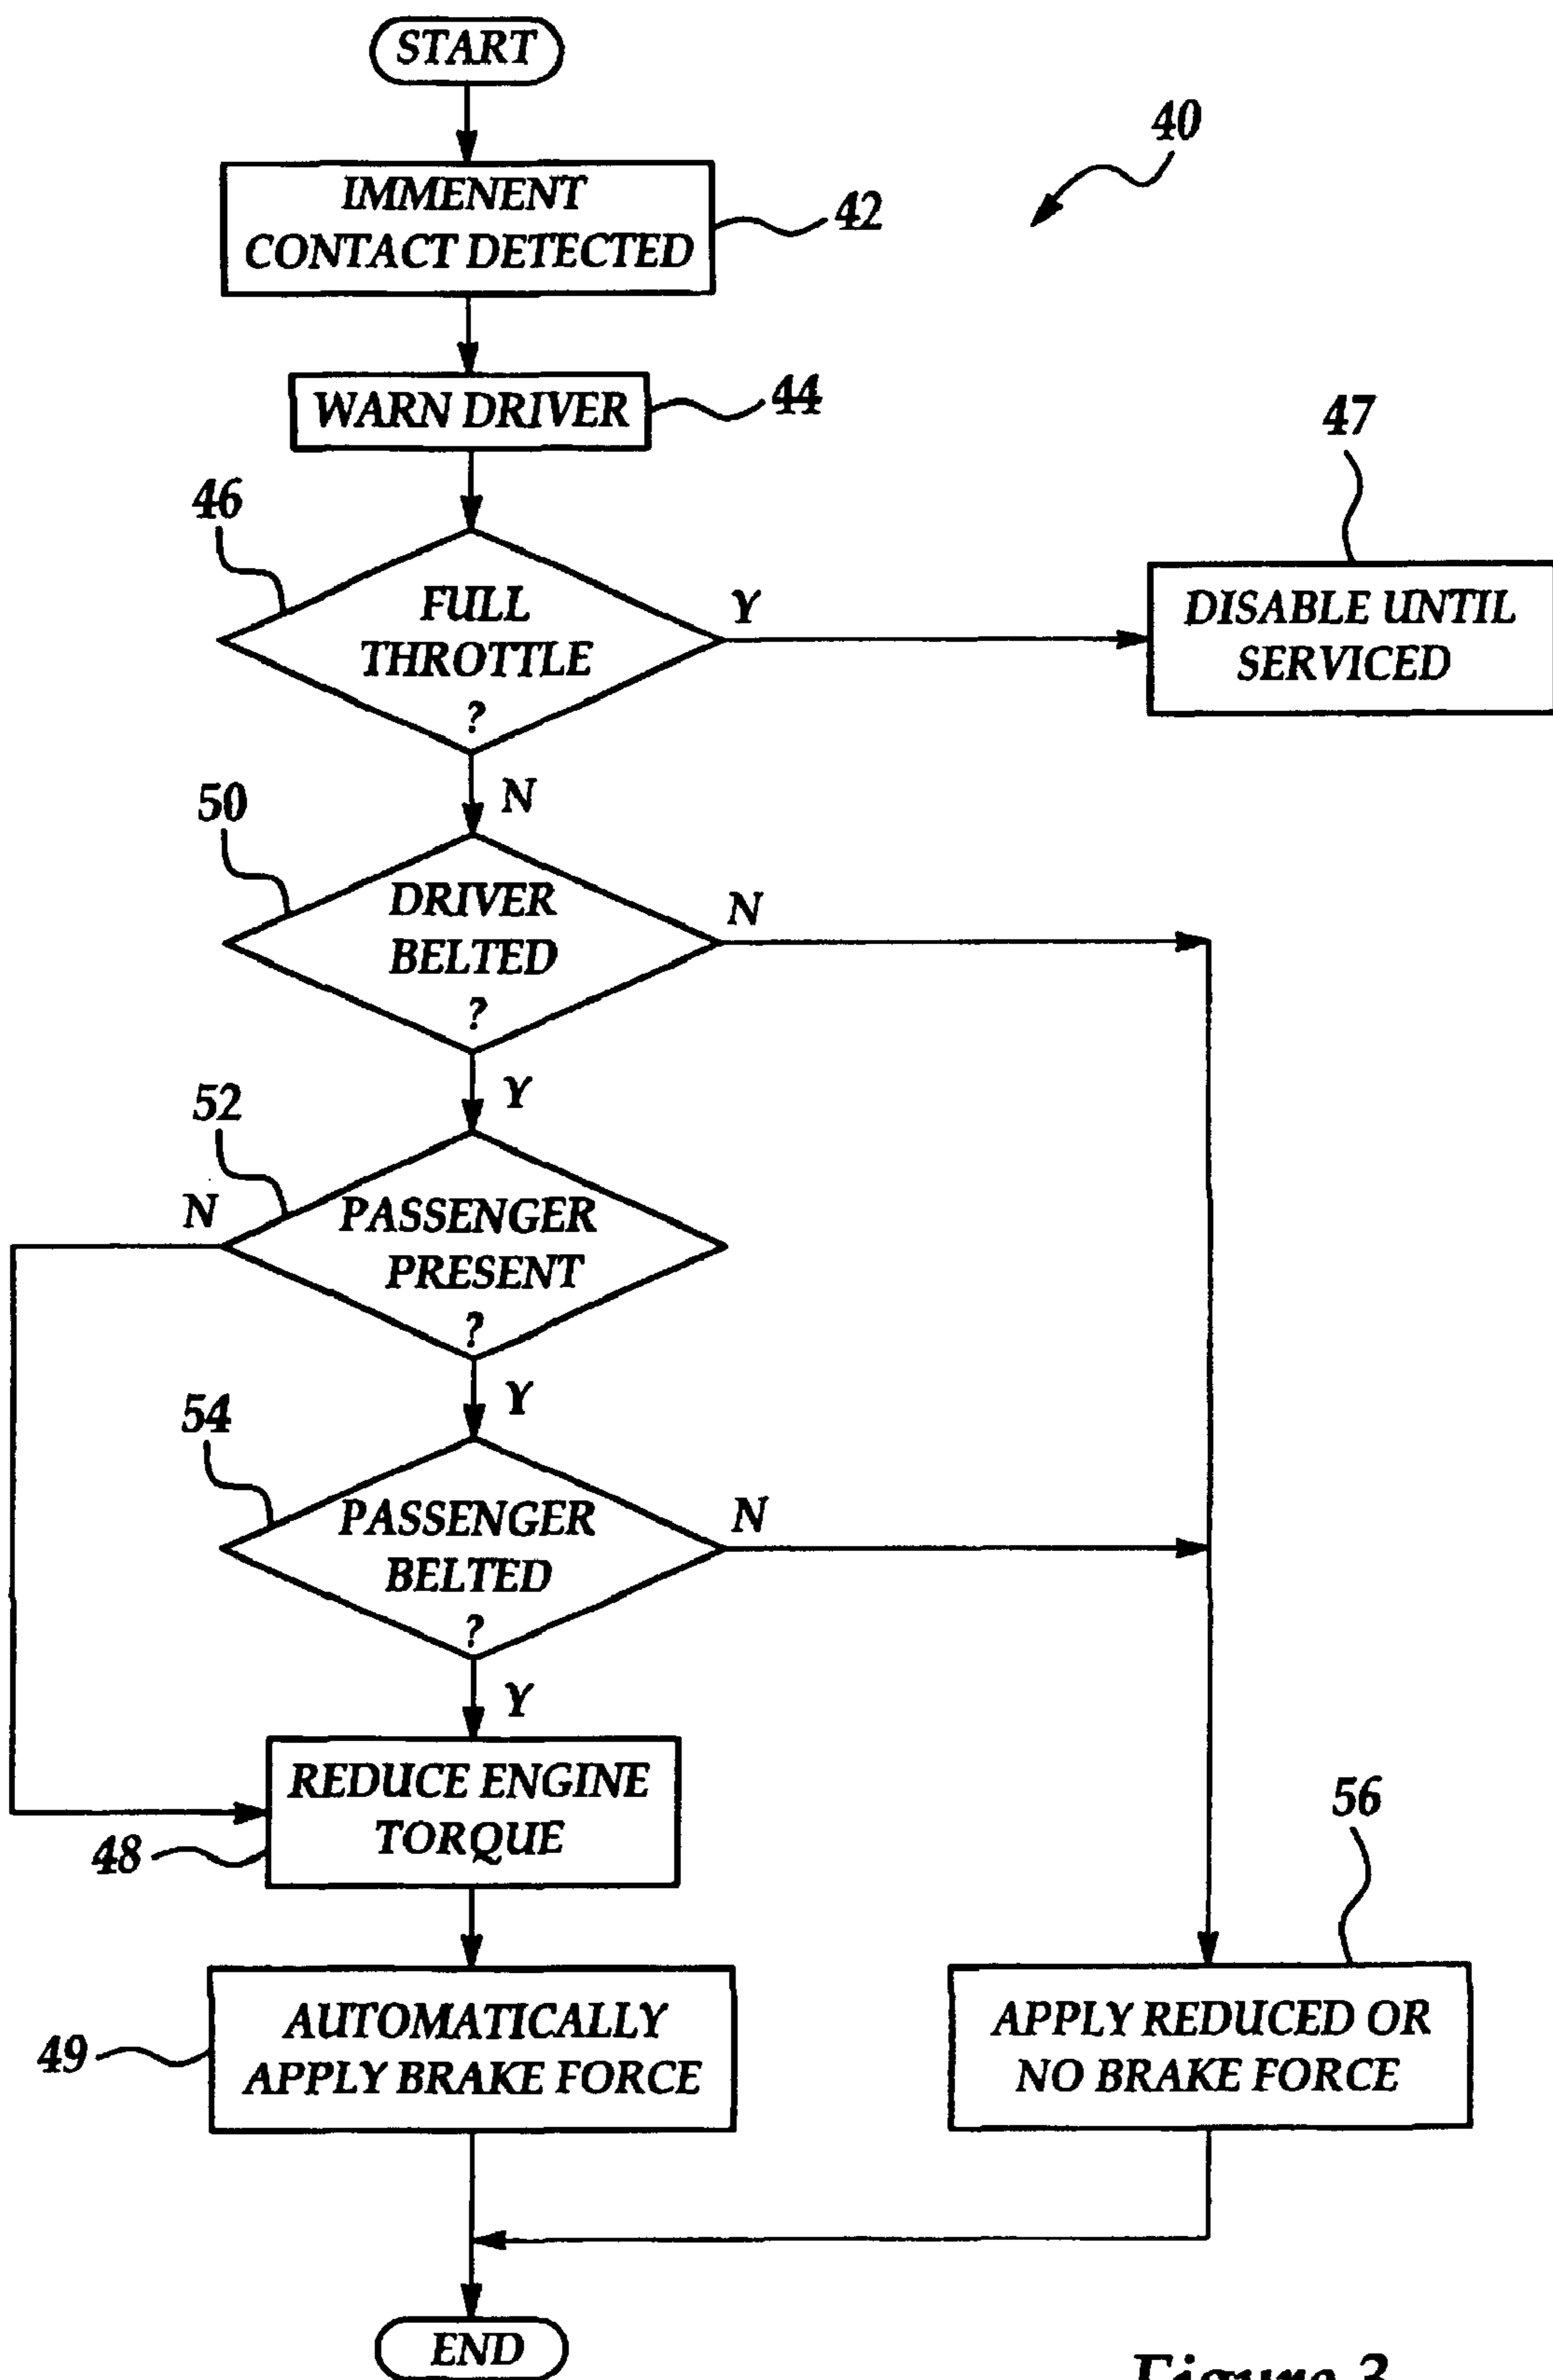 START
40
IMMENENT
CONTACT DETECTED
42
WARN DRIVER
44
47
46
FULL
THROTTLE
?
Y
DISABLE UNTIL
SERVICED
N
50
DRIVER
BELTED
?
N
Y
52
N
PASSENGER
PRESENT
?
Y
54
PASSENGER
BELTED
?
N
Y
REDUCE ENGINE
TORQUE
48
56
AUTOMATICALLY
APPLY BRAKE FORCE
49
APPLY REDUCED OR
NO BRAKE FORCE
END
Figure 3